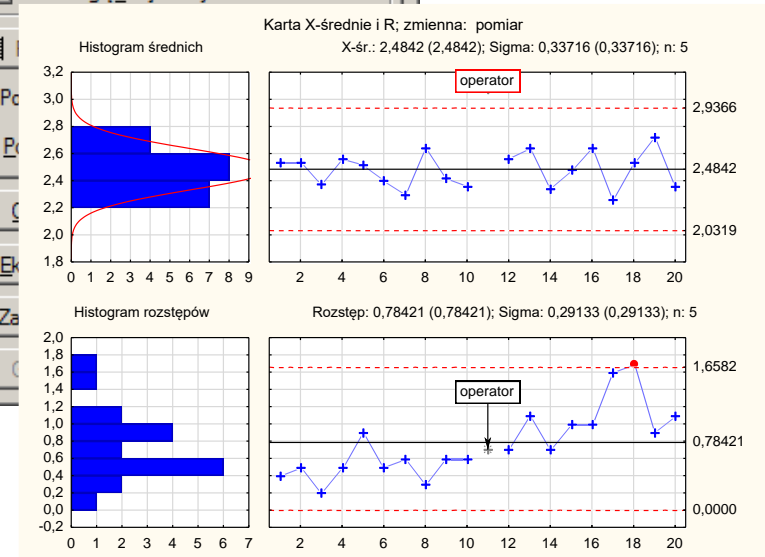 Karta X-średnie i R; zmienna: pomiar
Histogram średnich
X-śr.: 2,4842 (2,4842); Sigma: 0,33716 (0,33716); n: 5
3,2
3,0
2,8
2,6
2,4
2,2
2,0
1,8
0 1 2 3 4 5 6 7 8 9
operator
2,9366
2,4842
2,0319
2 4 6 8 10 12 14 16 18 20
Histogram rozstępów
Rozstęp: 0,78421 (0,78421); Sigma: 0,29133 (0,29133); n: 5
2,0
1,8
1,6
1,4
1,2
1,0
0,8
0,6
0,4
0,2
0,0
-0,2
0 1 2 3 4 5 6 7
operator
1,6582
0,78421
0,0000
2 4 6 8 10 12 14 16 18 20
Po
Ek
Za